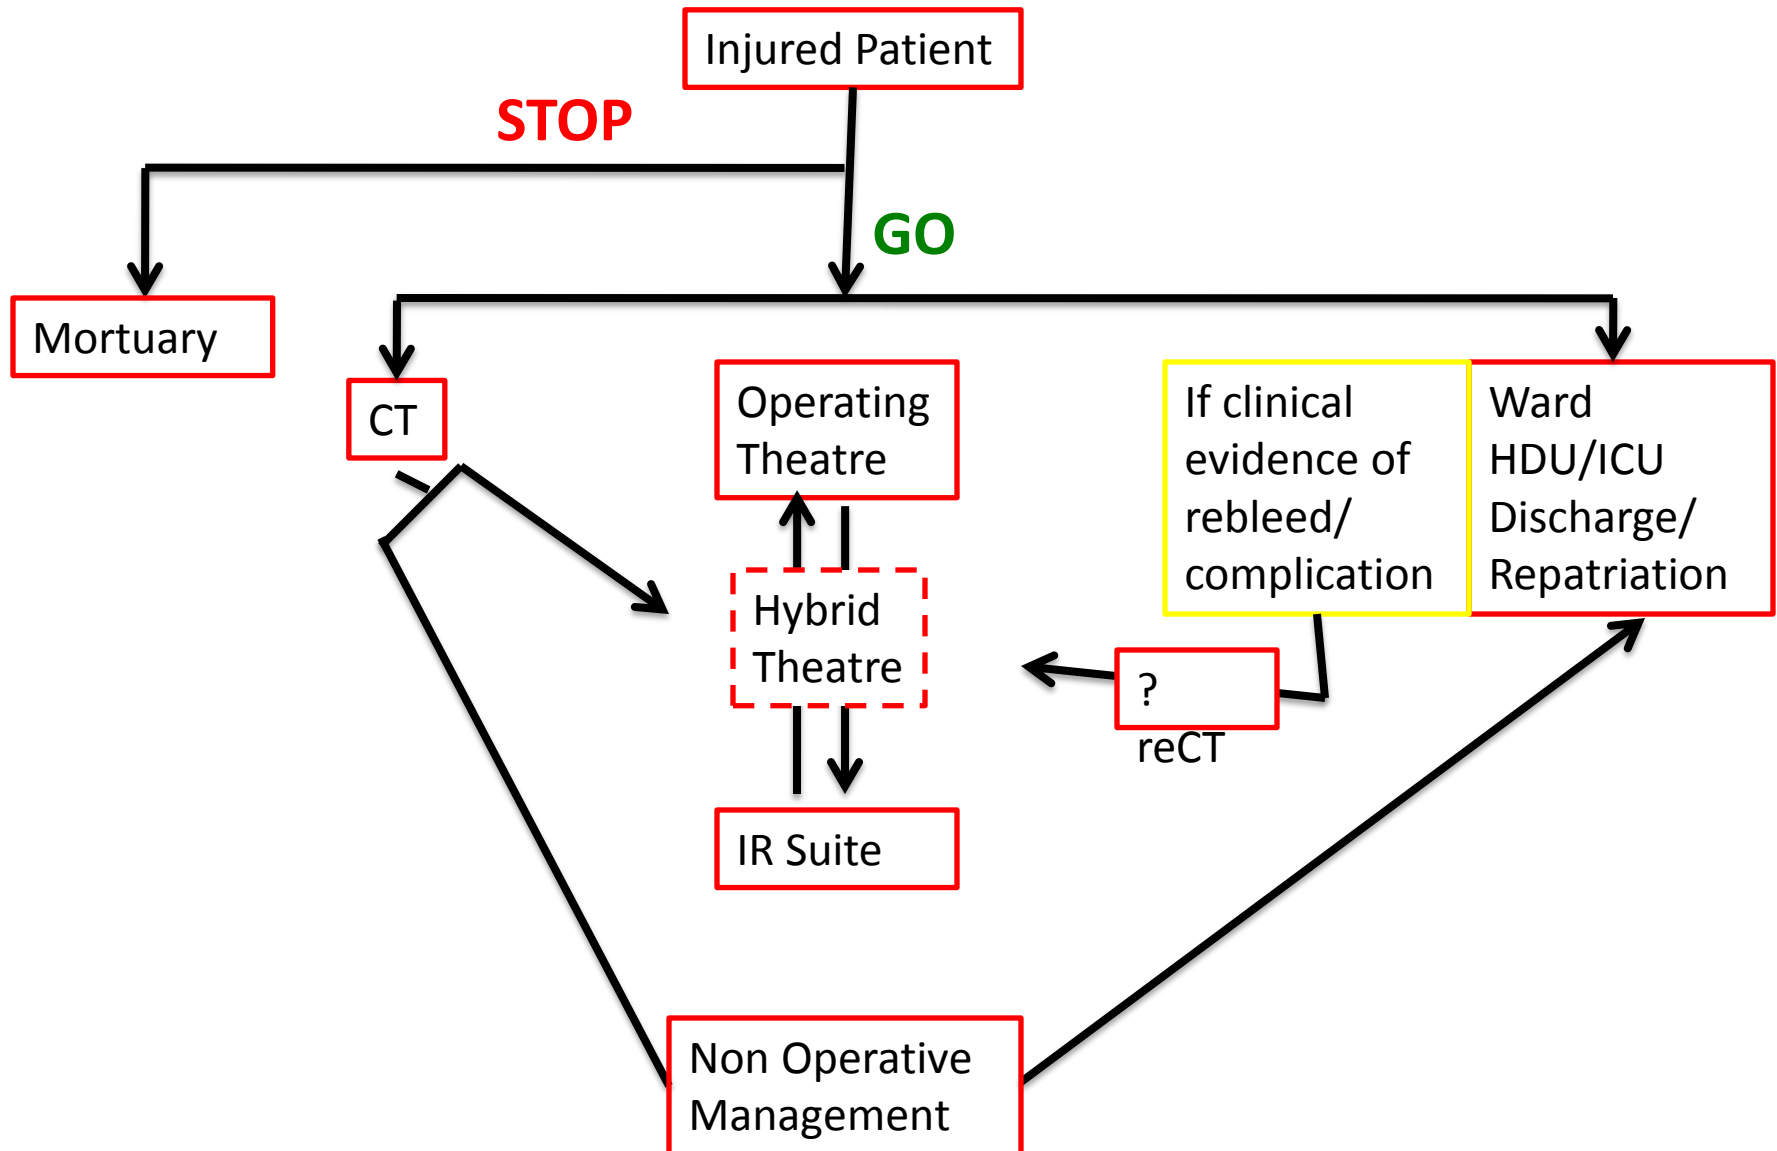 Injured Patient
STOP
GO
Mortuary
CT
Operating
Theatre
If clinical
evidence of
rebleed/
complication
Ward
HDU/ICU
Discharge/
Repatriation
Hybrid
Theatre
?
reCT
IR Suite
Non Operative
Management